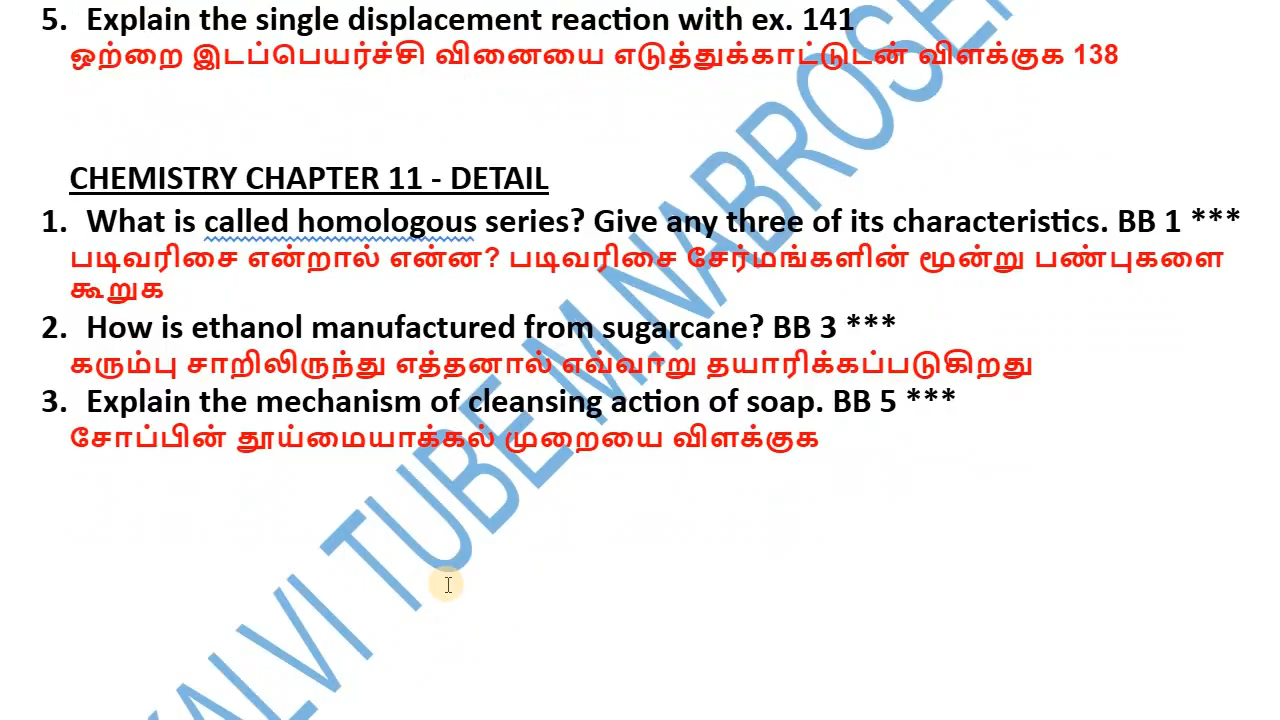 5. Explain the single displacement reaction with ex. 141
ஒற்றை இடப்பெயர்ச்சி வினையை எடுத்துக்காட்டுடன் விளக்குக 138
CHEMISTRY CHAPTER 11 - DETAIL
1. What is called homologous series? Give any three of its characteristics. BB 1 ***
படிவரிசை என்றால் என்ன? படிவரிசை சேர்மங்களின் மூன்று பண்புகளை
கூறுக
2. How is ethanol manufactured from sugarcane? BB 3 ***
கரும்பு சாறிலிருந்து எத்தனால் எவ்வாறு தயாரிக்கப்படுகிறது
3. Explain the mechanism of cleansing action of soap. BB 5 ***
சோப்பின் தூய்மையாக்கல் முறையை விளக்குக
KALVI TUBE M.NABROSE